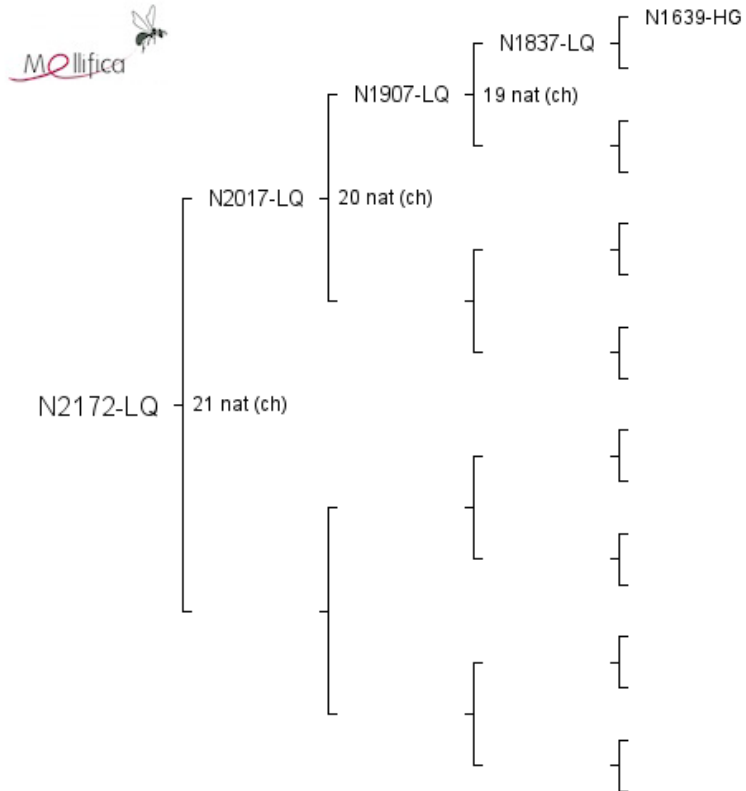 Mellifica
N1639-HG
N1837-LQ
N1907-LQ
19 nat (ch)
N2017-LQ
20 nat (ch)
N2172-LQ
21 nat (ch)